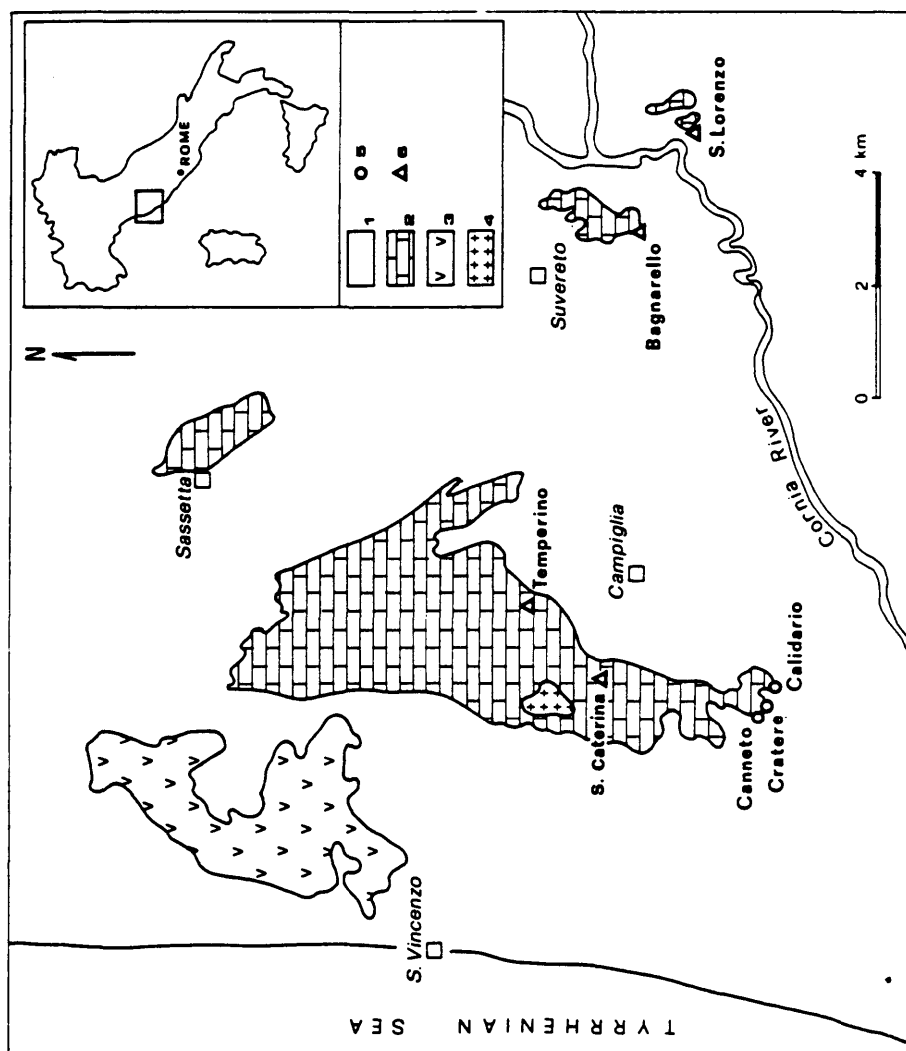 ROME
1
2
3
4
5
6
N
Sassetta
Suvereto
S. Lorenzo
Bagnarello
Temperino
Campiglia
S. Caterina
T
T
Canneto
Cratere
Calidario
S. Vincenzo
Cornia River
TYRRHENIAN SEA
0 2 4 km